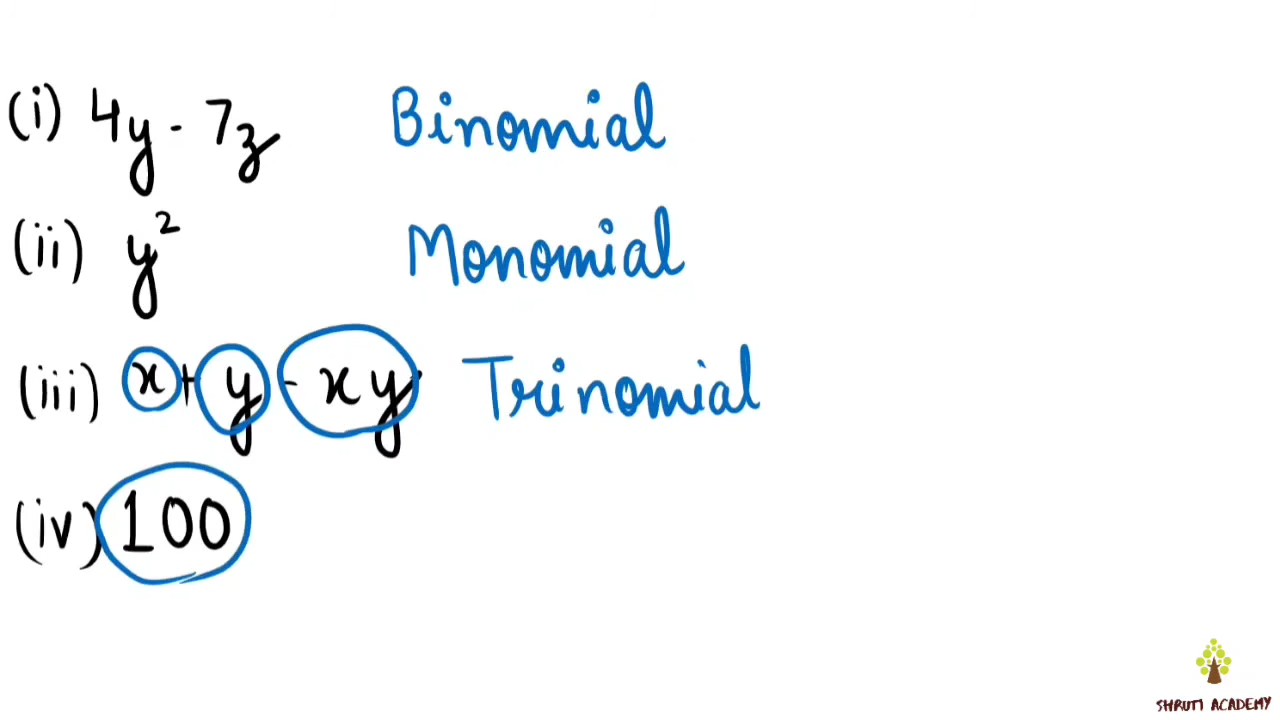 (i) 4y - 7z Binomial
(ii) y² Monomial
(iii) x + y - xy Trinomial
(iv) 100
SHRUTI ACADEMY